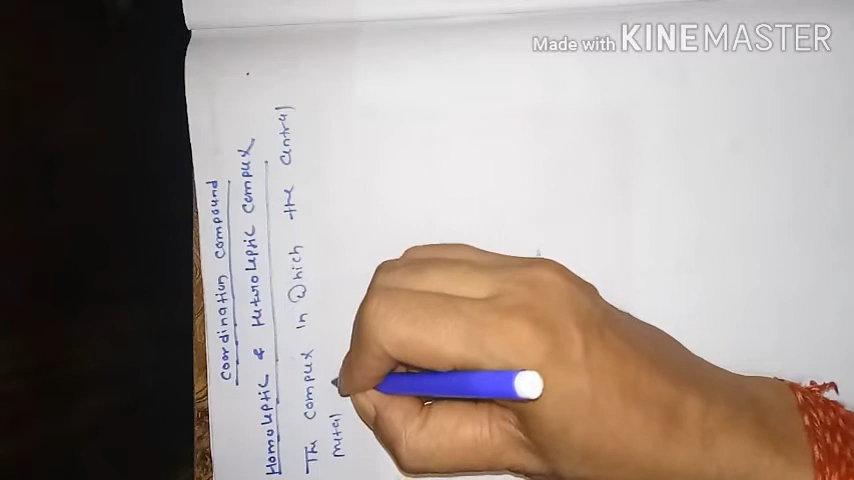 Made with KINEMASTER
Coordination compound
Homoleptic & Heteroleptic complex
The complex in which the central
metal